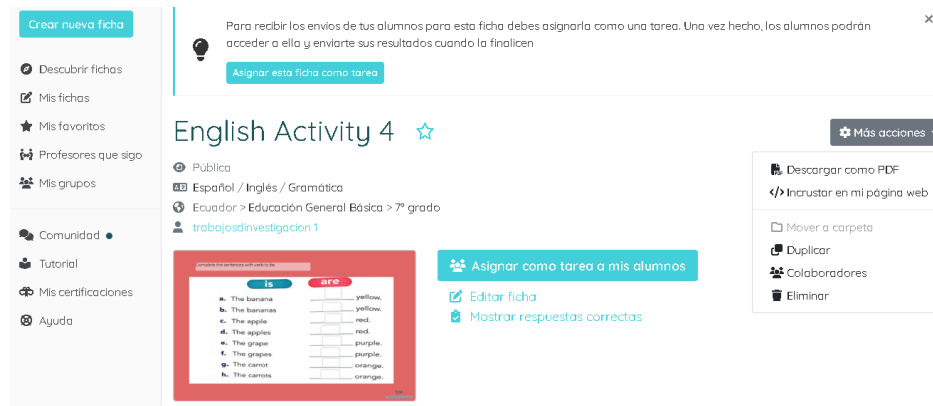 Crear nueva ficha
Descubrir fichas
Mis fichas
Mis favoritos
Profesores que sigo
Mis grupos
Comunidad
Tutorial
Mis certificaciones
Ayuda
Para recibir los envíos de tus alumnos para esta ficha debes asignarla como una tarea. Una vez hecho, los alumnos podrán
acceder a ella y enviarte sus resultados cuando la finalicen
Asignar esta ficha como tarea
English Activity 4
Pública
Español / Inglés / Gramática
Ecuador > Educación General Básica > 7º grado
trabajosdinvestigacion 1
Más acciones
Descargar como PDF
Incrustar en mi página web
Mover a carpeta
Duplicar
Colaboradores
Eliminar
Asignar como tarea a mis alumnos
Editar ficha
Mostrar respuestas correctas
Complete the sentences with verb to be
is are
a. The banana yellow.
b. The bananas yellow.
c. The apple red.
d. The apples red.
e. The grape purple.
f. The grapes purple.
g. The carrot orange.
h. The carrots orange.